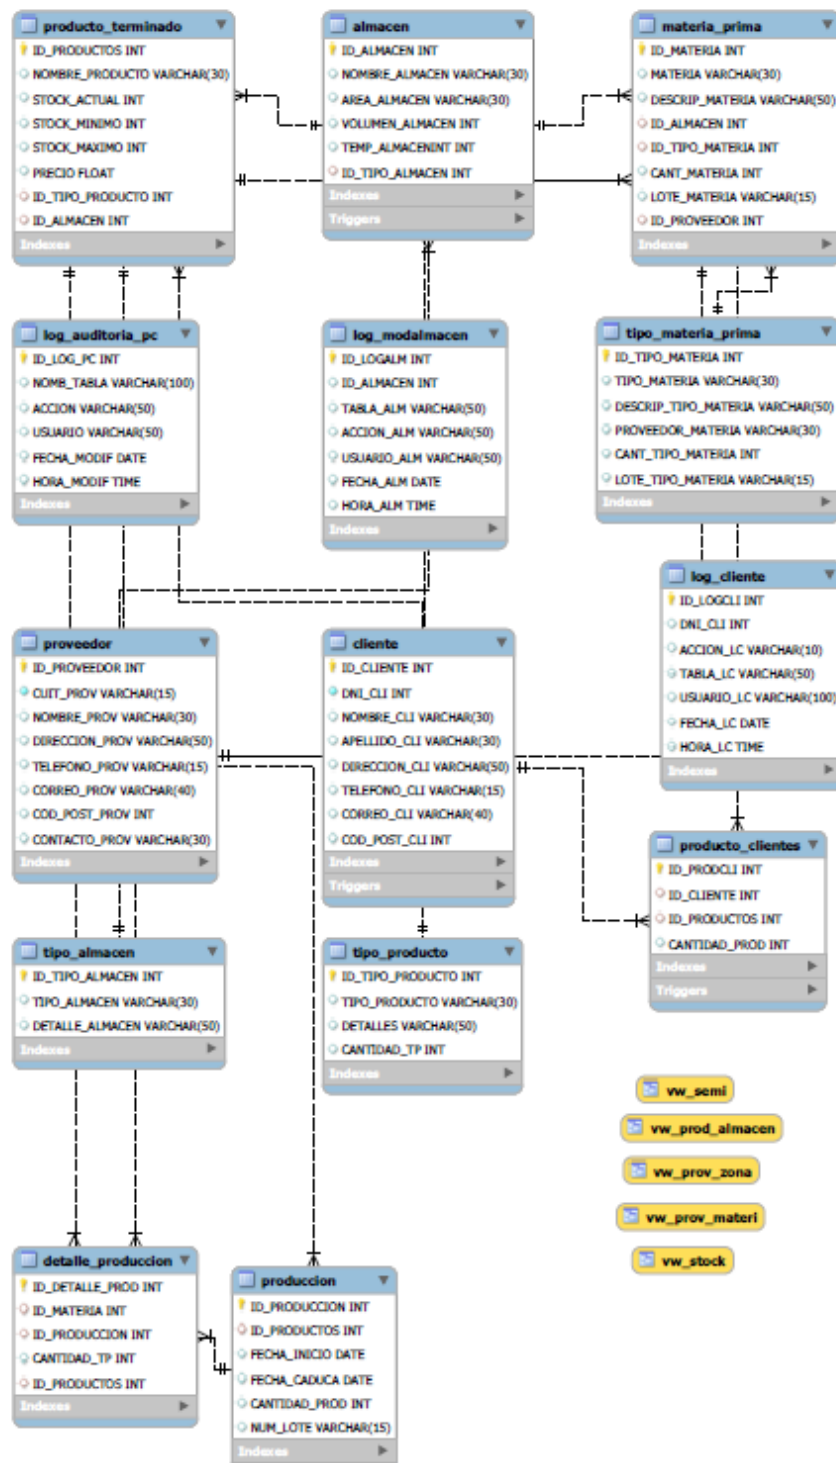 producto_terminado
ID_PRODUCTOS INT
NOMBRE_PRODUCTO VARCHAR(30)
STOCK_ACTUAL INT
STOCK_MINIMO INT
STOCK_MAXIMO INT
PRECIO FLOAT
ID_TIPO_PRODUCTO INT
ID_ALMACEN INT
Indexes
almacen
ID_ALMACEN INT
NOMBRE_ALMACEN VARCHAR(30)
AREA_ALMACEN VARCHAR(30)
VOLUMEN_ALMACEN INT
TEMP_ALMACENINT INT
ID_TIPO_ALMACEN INT
Indexes
Triggers
materia_prima
ID_MATERIA INT
MATERIA VARCHAR(30)
DESCRIP_MATERIA VARCHAR(50)
ID_ALMACEN INT
ID_TIPO_MATERIA INT
CANT_MATERIA INT
LOTE_MATERIA VARCHAR(15)
ID_PROVEEDOR INT
Indexes
log_auditoria_pc
ID_LOG_PC INT
NOMB_TABLA VARCHAR(100)
ACCION VARCHAR(50)
USUARIO VARCHAR(50)
FECHA_MODIF DATE
HORA_MODIF TIME
Indexes
log_modalmacen
ID_LOGALM INT
ID_ALMACEN INT
TABLA_ALM VARCHAR(50)
ACCION_ALM VARCHAR(50)
USUARIO_ALM VARCHAR(50)
FECHA_ALM DATE
HORA_ALM TIME
Indexes
tipo_materia_prima
ID_TIPO_MATERIA INT
TIPO_MATERIA VARCHAR(30)
DESCRIP_TIPO_MATERIA VARCHAR(50)
PROVEEDOR_MATERIA VARCHAR(30)
CANT_TIPO_MATERIA INT
LOTE_TIPO_MATERIA VARCHAR(15)
Indexes
log_cliente
ID_LOGCLI INT
DNI_CLI INT
ACCION_LC VARCHAR(10)
TABLA_LC VARCHAR(50)
USUARIO_LC VARCHAR(100)
FECHA_LC DATE
HORA_LC TIME
Indexes
proveedor
ID_PROVEEDOR INT
CUIT_PROV VARCHAR(15)
NOMBRE_PROV VARCHAR(30)
DIRECCION_PROV VARCHAR(50)
TELEFONO_PROV VARCHAR(15)
CORREO_PROV VARCHAR(40)
COD_POST_PROV INT
CONTACTO_PROV VARCHAR(30)
Indexes
cliente
ID_CLIENTE INT
DNI_CLI INT
NOMBRE_CLI VARCHAR(30)
APELLIDO_CLI VARCHAR(30)
DIRECCION_CLI VARCHAR(50)
TELEFONO_CLI VARCHAR(15)
CORREO_CLI VARCHAR(40)
COD_POST_CLI INT
Indexes
Triggers
producto_clientes
ID_PRODCLI INT
ID_CLIENTE INT
ID_PRODUCTOS INT
CANTIDAD_PROD INT
Indexes
Triggers
tipo_almacen
ID_TIPO_ALMACEN INT
TIPO_ALMACEN VARCHAR(30)
DETALLE_ALMACEN VARCHAR(50)
Indexes
tipo_producto
ID_TIPO_PRODUCTO INT
TIPO_PRODUCTO VARCHAR(30)
DETALLES VARCHAR(50)
CANTIDAD_TP INT
Indexes
vw_semi
vw_prod_almacen
vw_prov_zona
vw_prov_materi
vw_stock
detalle_produccion
ID_DETALLE_PROD INT
ID_MATERIA INT
ID_PRODUCCION INT
CANTIDAD_TP INT
ID_PRODUCTOS INT
Indexes
produccion
ID_PRODUCCION INT
ID_PRODUCTOS INT
FECHA_INICIO DATE
FECHA_CADUCA DATE
CANTIDAD_PROD INT
NUM_LOTE VARCHAR(15)
Indexes